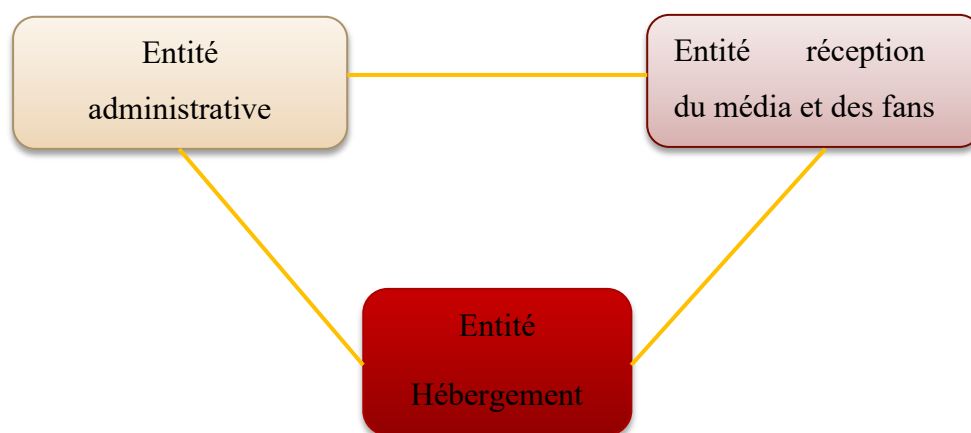 Entité
administrative
Entité réception
du média et des fans
Entité
Hébergement